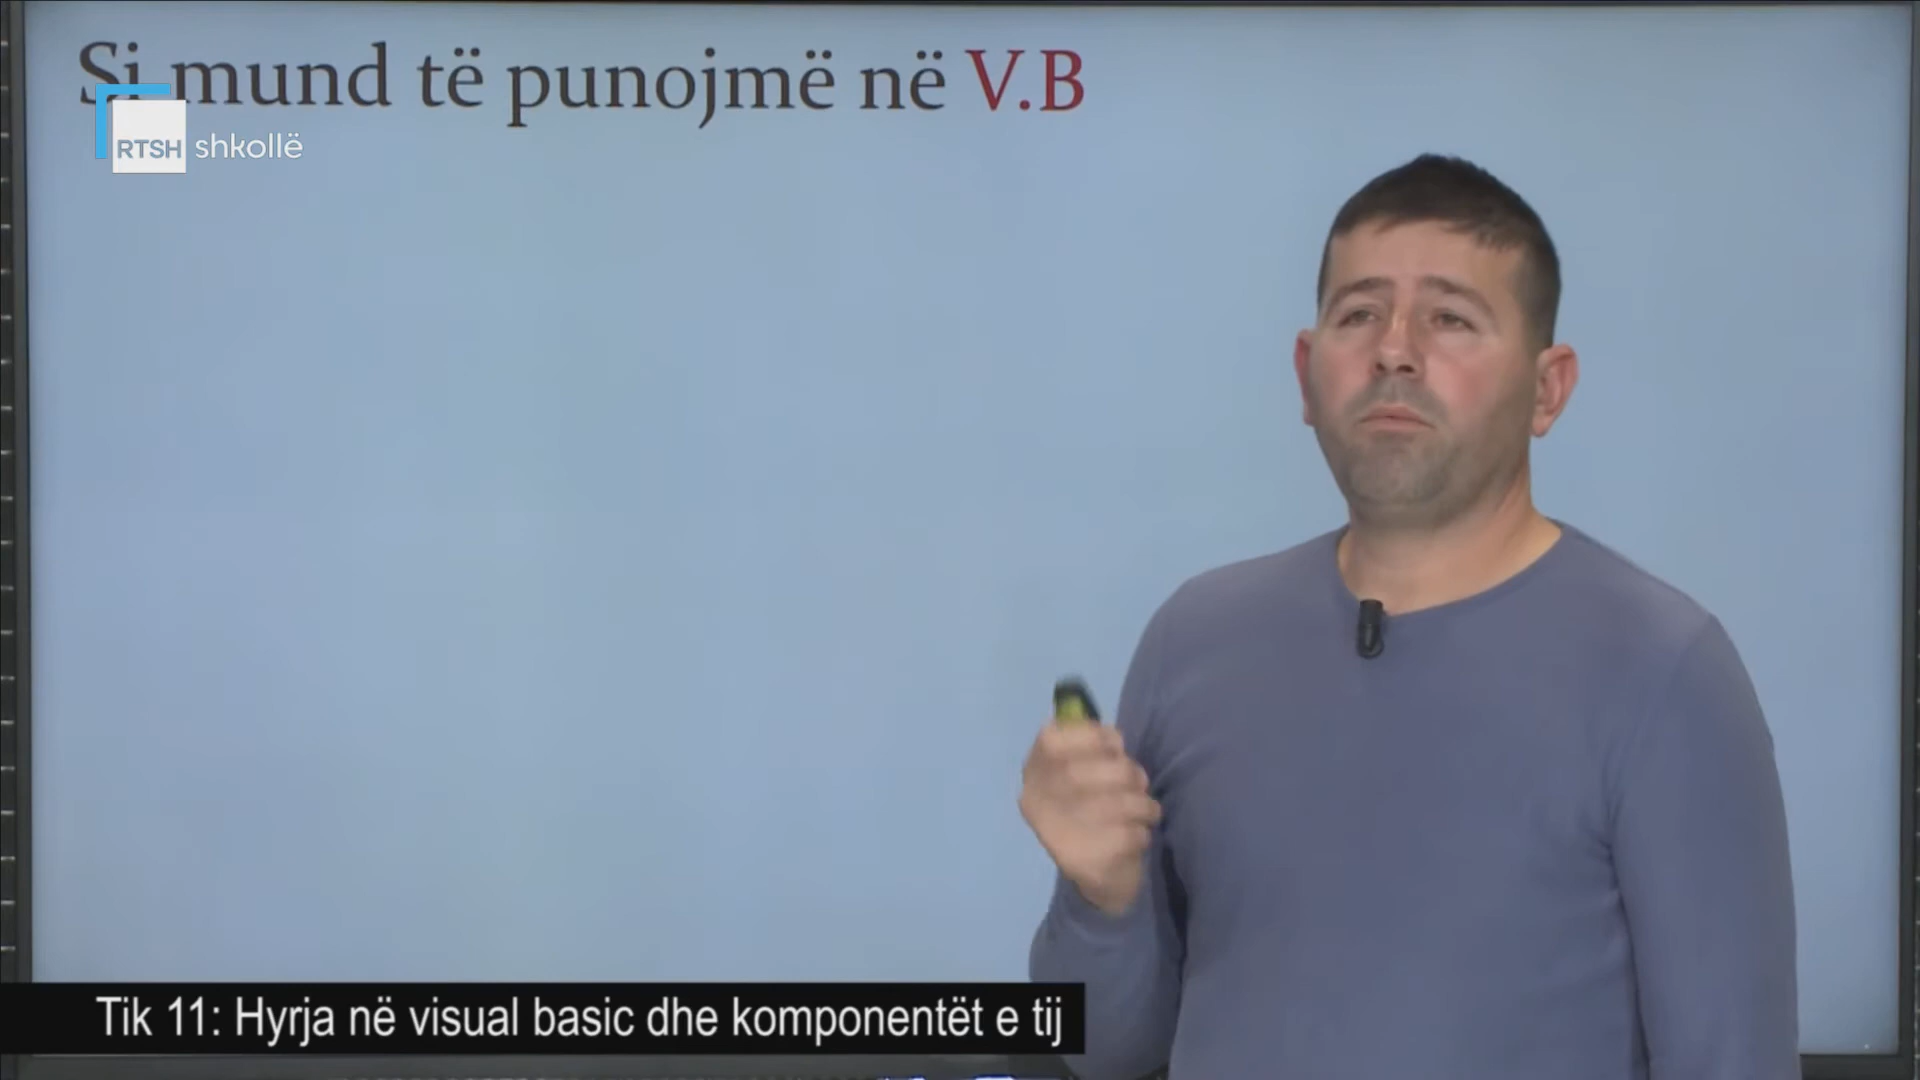 Si mund të punojmë në V.B
RTSH shkollë
Tik 11: Hyrja në visual basic dhe komponentët e tij